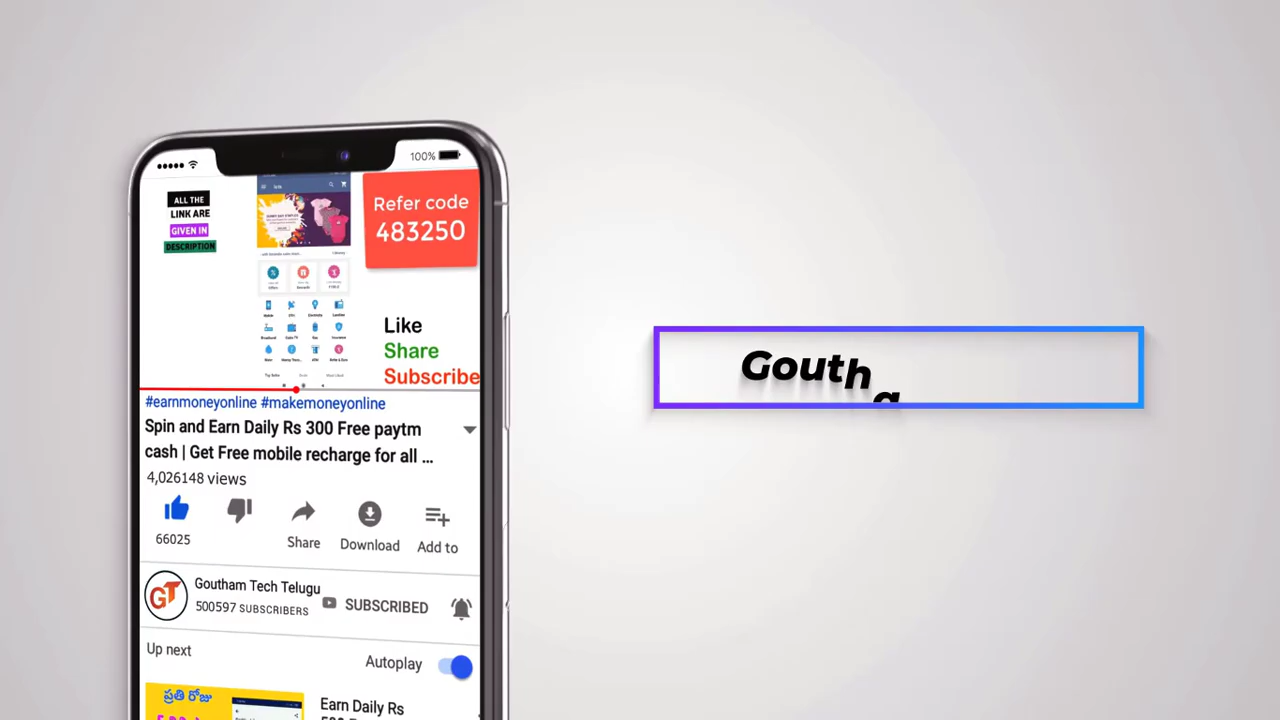 100%
ALL THE
LINK ARE
GIVEN IN
DESCRIPTION
Refer code
483250
Like
Share
Subscribe
#earnmoneyonline #makemoneyonline
Spin and Earn Daily Rs 300 Free paytm
cash | Get Free mobile recharge for all ...
4,026148 views
66025
Share
Download
Add to
Goutham Tech Telugu
500597 SUBSCRIBERS
SUBSCRIBED
GT
Up next
Autoplay
ప్రతి రోజు
Earn Daily Rs
Goutha